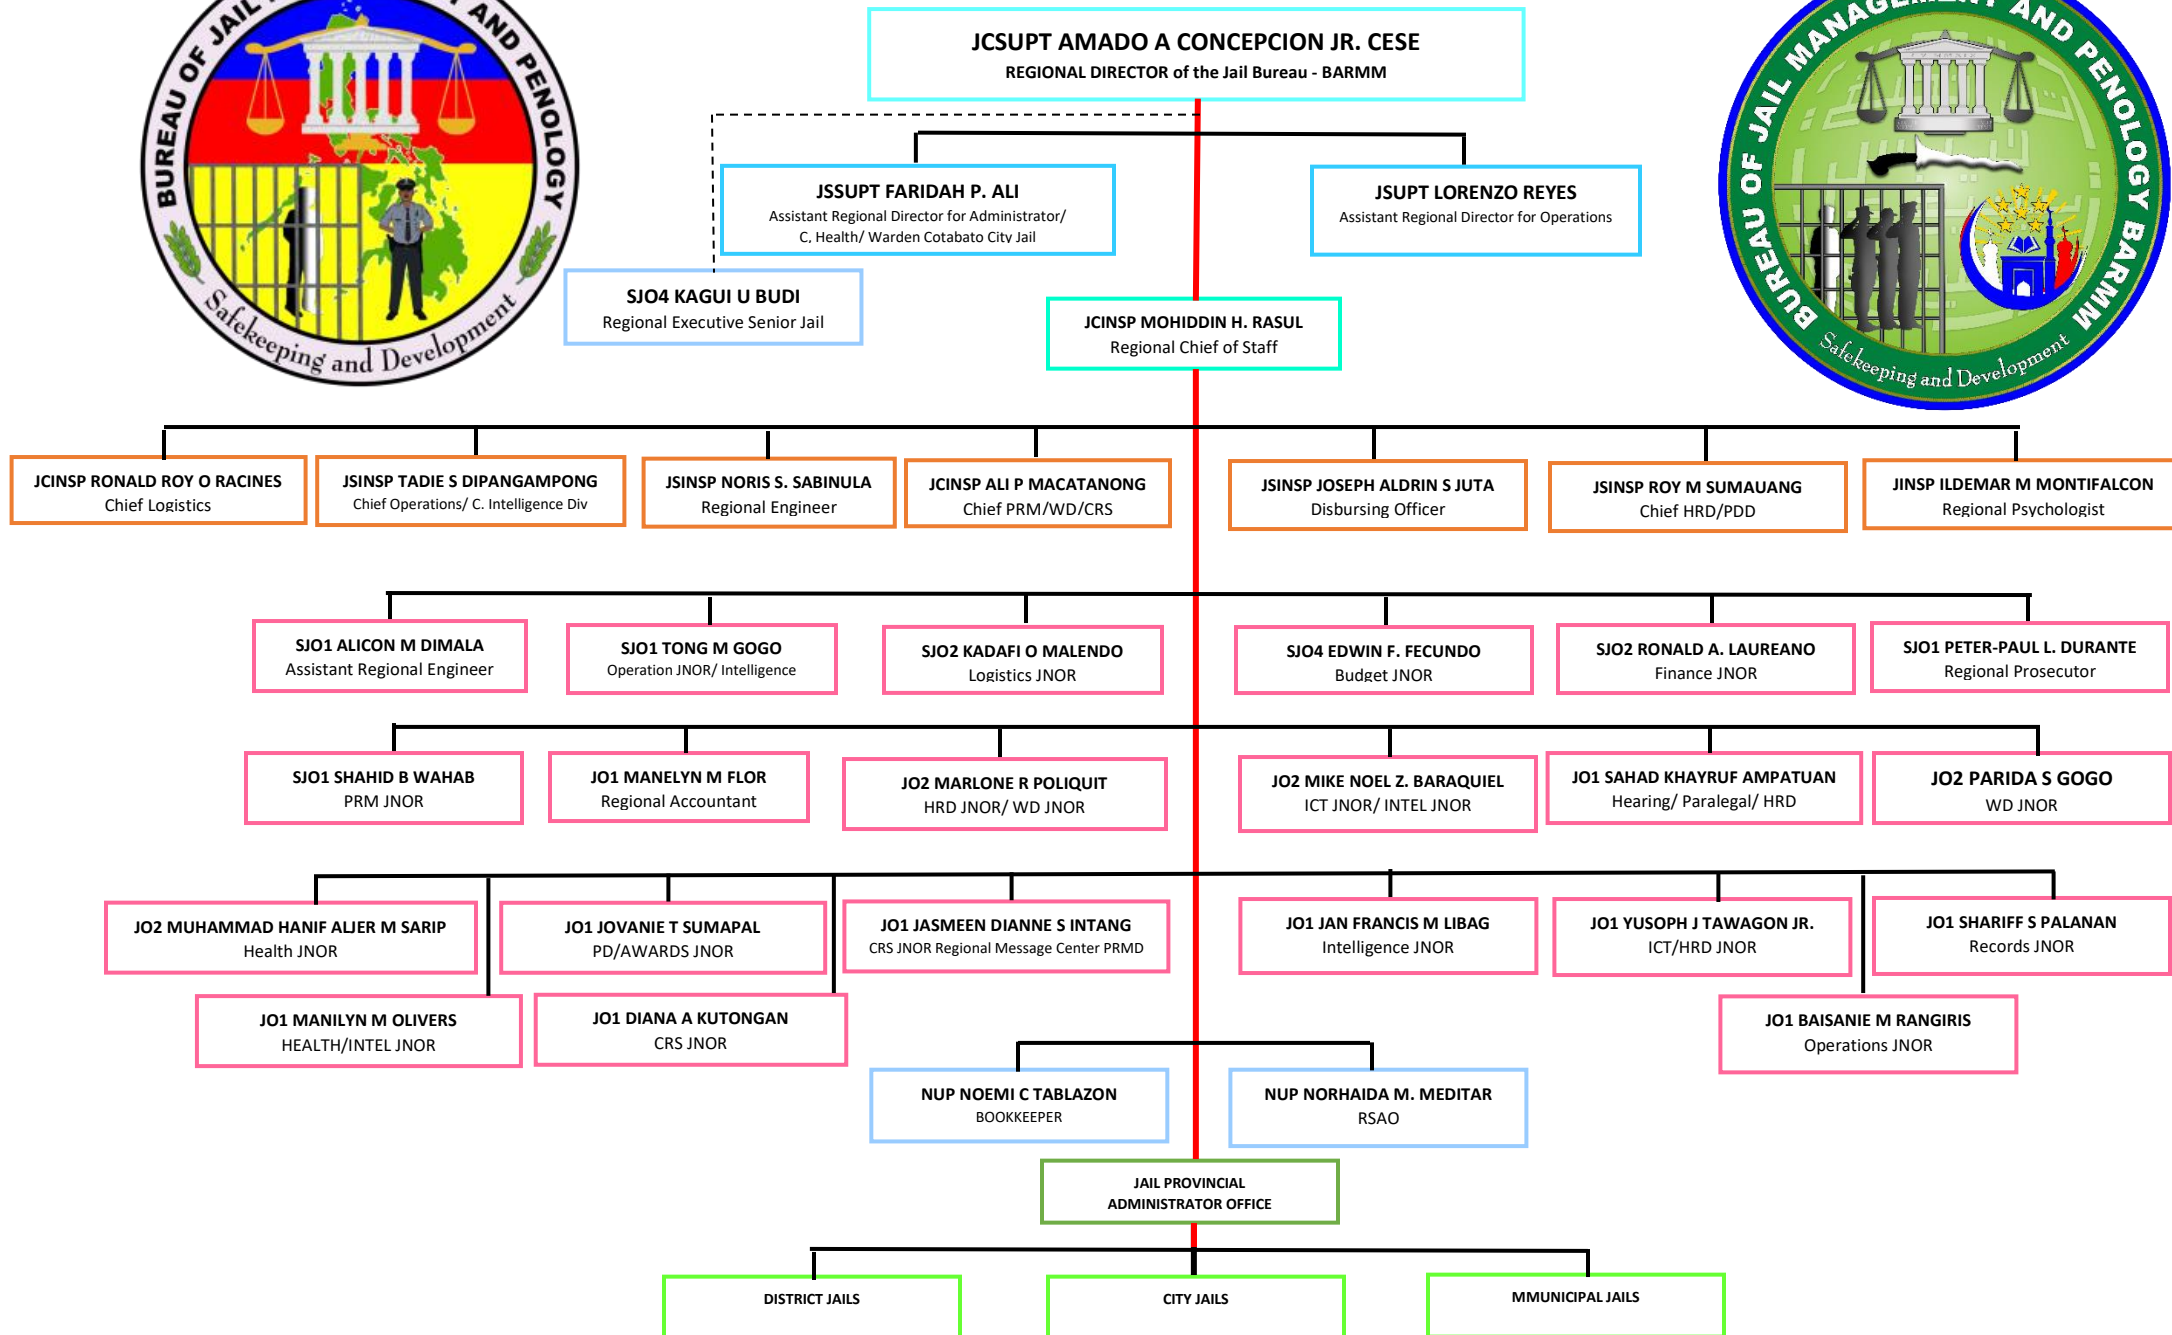 BUREAU OF JAIL MANAGEMENT AND PENOLOGY
Safekeeping and Development
JCSUPT AMADO A CONCEPCION JR. CESE
REGIONAL DIRECTOR of the Jail Bureau - BARMM
BUREAU OF JAIL MANAGEMENT AND PENOLOGY BARMM
Safekeeping and Development
JSSUPT FARIDAH P. ALI
Assistant Regional Director for Administrator/
C, Health/ Warden Cotabato City Jail
JSUPT LORENZO REYES
Assistant Regional Director for Operations
SJO4 KAGUI U BUDI
Regional Executive Senior Jail
JCINSP MOHIDDIN H. RASUL
Regional Chief of Staff
JCINSP RONALD ROY O RACINES
Chief Logistics
JSINSP TADIE S DIPANGAMPONG
Chief Operations/ C. Intelligence Div
JSINSP NORIS S. SABINULA
Regional Engineer
JCINSP ALI P MACATANONG
Chief PRM/WD/CRS
JSINSP JOSEPH ALDRIN S JUTA
Disbursing Officer
JSINSP ROY M SUMAUANG
Chief HRD/PDD
JINSP ILDEMAR M MONTIFALCON
Regional Psychologist
SJO1 ALICON M DIMALA
Assistant Regional Engineer
SJO1 TONG M GOGO
Operation JNOR/ Intelligence
SJO2 KADAFI O MALENDO
Logistics JNOR
SJO4 EDWIN F. FECUNDO
Budget JNOR
SJO2 RONALD A. LAUREANO
Finance JNOR
SJO1 PETER-PAUL L. DURANTE
Regional Prosecutor
SJO1 SHAHID B WAHAB
PRM JNOR
JO1 MANELYN M FLOR
Regional Accountant
JO2 MARLONE R POLIQUIT
HRD JNOR/ WD JNOR
JO2 MIKE NOEL Z. BARAQUIEL
ICT JNOR/ INTEL JNOR
JO1 SAHAD KHAYRUF AMPATUAN
Hearing/ Paralegal/ HRD
JO2 PARIDA S GOGO
WD JNOR
JO2 MUHAMMAD HANIF ALJER M SARIP
Health JNOR
JO1 JOVANIE T SUMAPAL
PD/AWARDS JNOR
JO1 JASMEEN DIANNE S INTANG
CRS JNOR Regional Message Center PRMD
JO1 JAN FRANCIS M LIBAG
Intelligence JNOR
JO1 YUSOPH J TAWAGON JR.
ICT/HRD JNOR
JO1 SHARIFF S PALANAN
Records JNOR
JO1 MANILYN M OLIVERS
HEALTH/INTEL JNOR
JO1 DIANA A KUTONGAN
CRS JNOR
JO1 BAISANIE M RANGIRIS
Operations JNOR
NUP NOEMI C TABLAZON
BOOKKEEPER
NUP NORHAIDA M. MEDITAR
RSAO
JAIL PROVINCIAL
ADMINISTRATOR OFFICE
DISTRICT JAILS
CITY JAILS
MMUNICIPAL JAILS